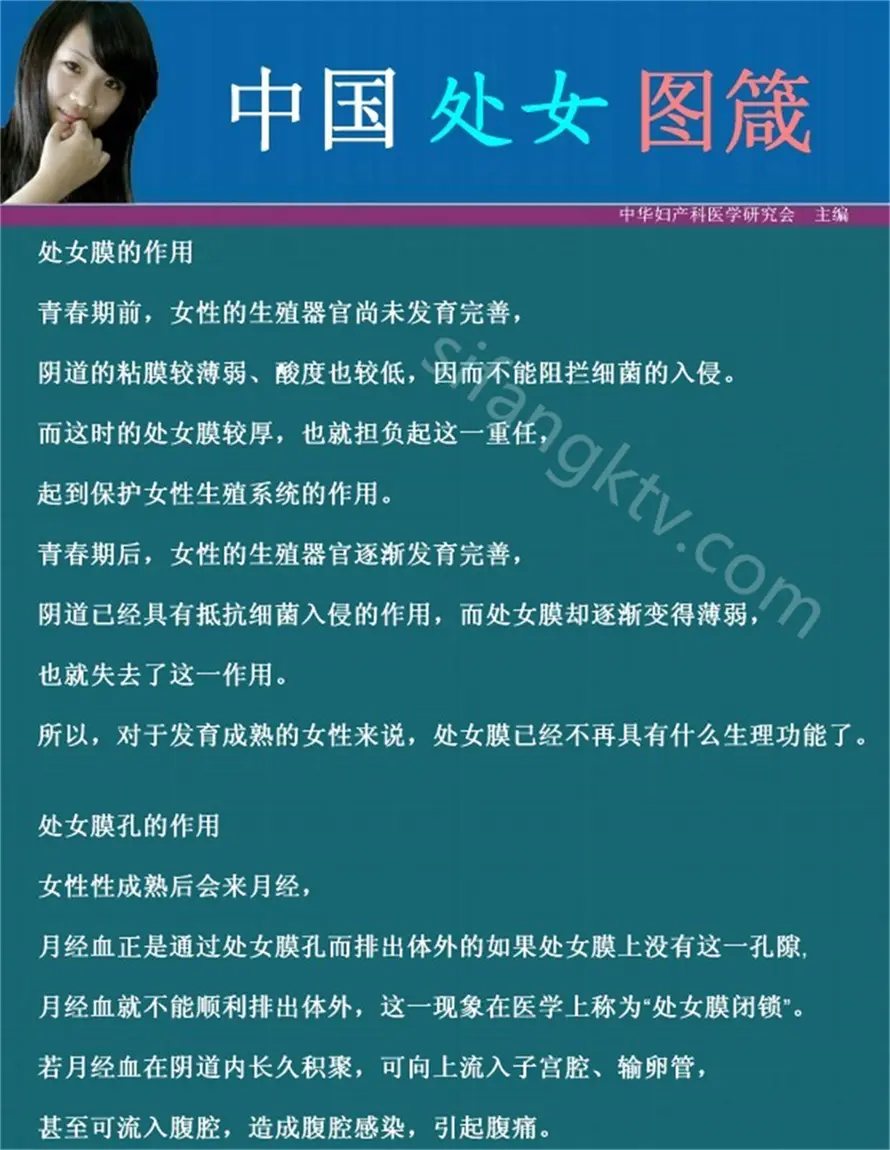 中国 处女 图箴
中华妇产科医学研究会 主编
处女膜的作用
青春期前，女性的生殖器官尚未发育完善，
阴道的粘膜较薄弱、酸度也较低，因而不能阻拦细菌的入侵。
而这时的处女膜较厚，也就担负起这一重任，
起到保护女性生殖系统的作用。
青春期后，女性的生殖器官逐渐发育完善，
阴道已经具有抵抗细菌入侵的作用，而处女膜却逐渐变得薄弱，
也就失去了这一作用。
所以，对于发育成熟的女性来说，处女膜已经不再具有什么生理功能了。
处女膜孔的作用
女性性成熟后会来月经，
月经血正是通过处女膜孔而排出体外的如果处女膜上没有这一孔隙,
月经血就不能顺利排出体外，这一现象在医学上称为“处女膜闭锁”。
若月经血在阴道内长久积聚，可向上流入子宫腔、输卵管，
甚至可流入腹腔，造成腹腔感染，引起腹痛。
sifangktv.com